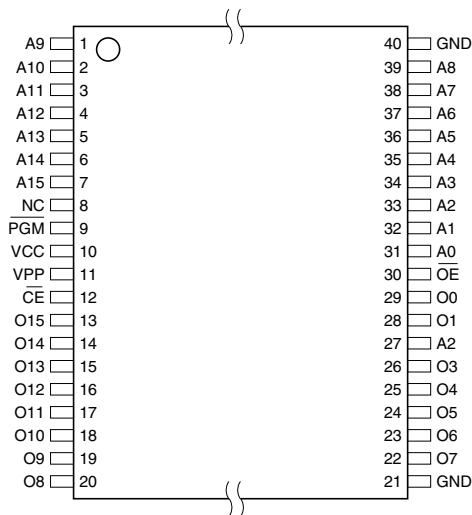 A9 1 40 GND
A10 2 39 A8
A11 3 38 A7
A12 4 37 A6
A13 5 36 A5
A14 6 35 A4
A15 7 34 A3
NC 8 33 A2
PGM 9 32 A1
VCC 10 31 A0
VPP 11 30 OE
CE 12 29 O0
O15 13 28 O1
O14 14 27 A2
O13 15 26 O3
O12 16 25 O4
O11 17 24 O5
O10 18 23 O6
O9 19 22 O7
O8 20 21 GND